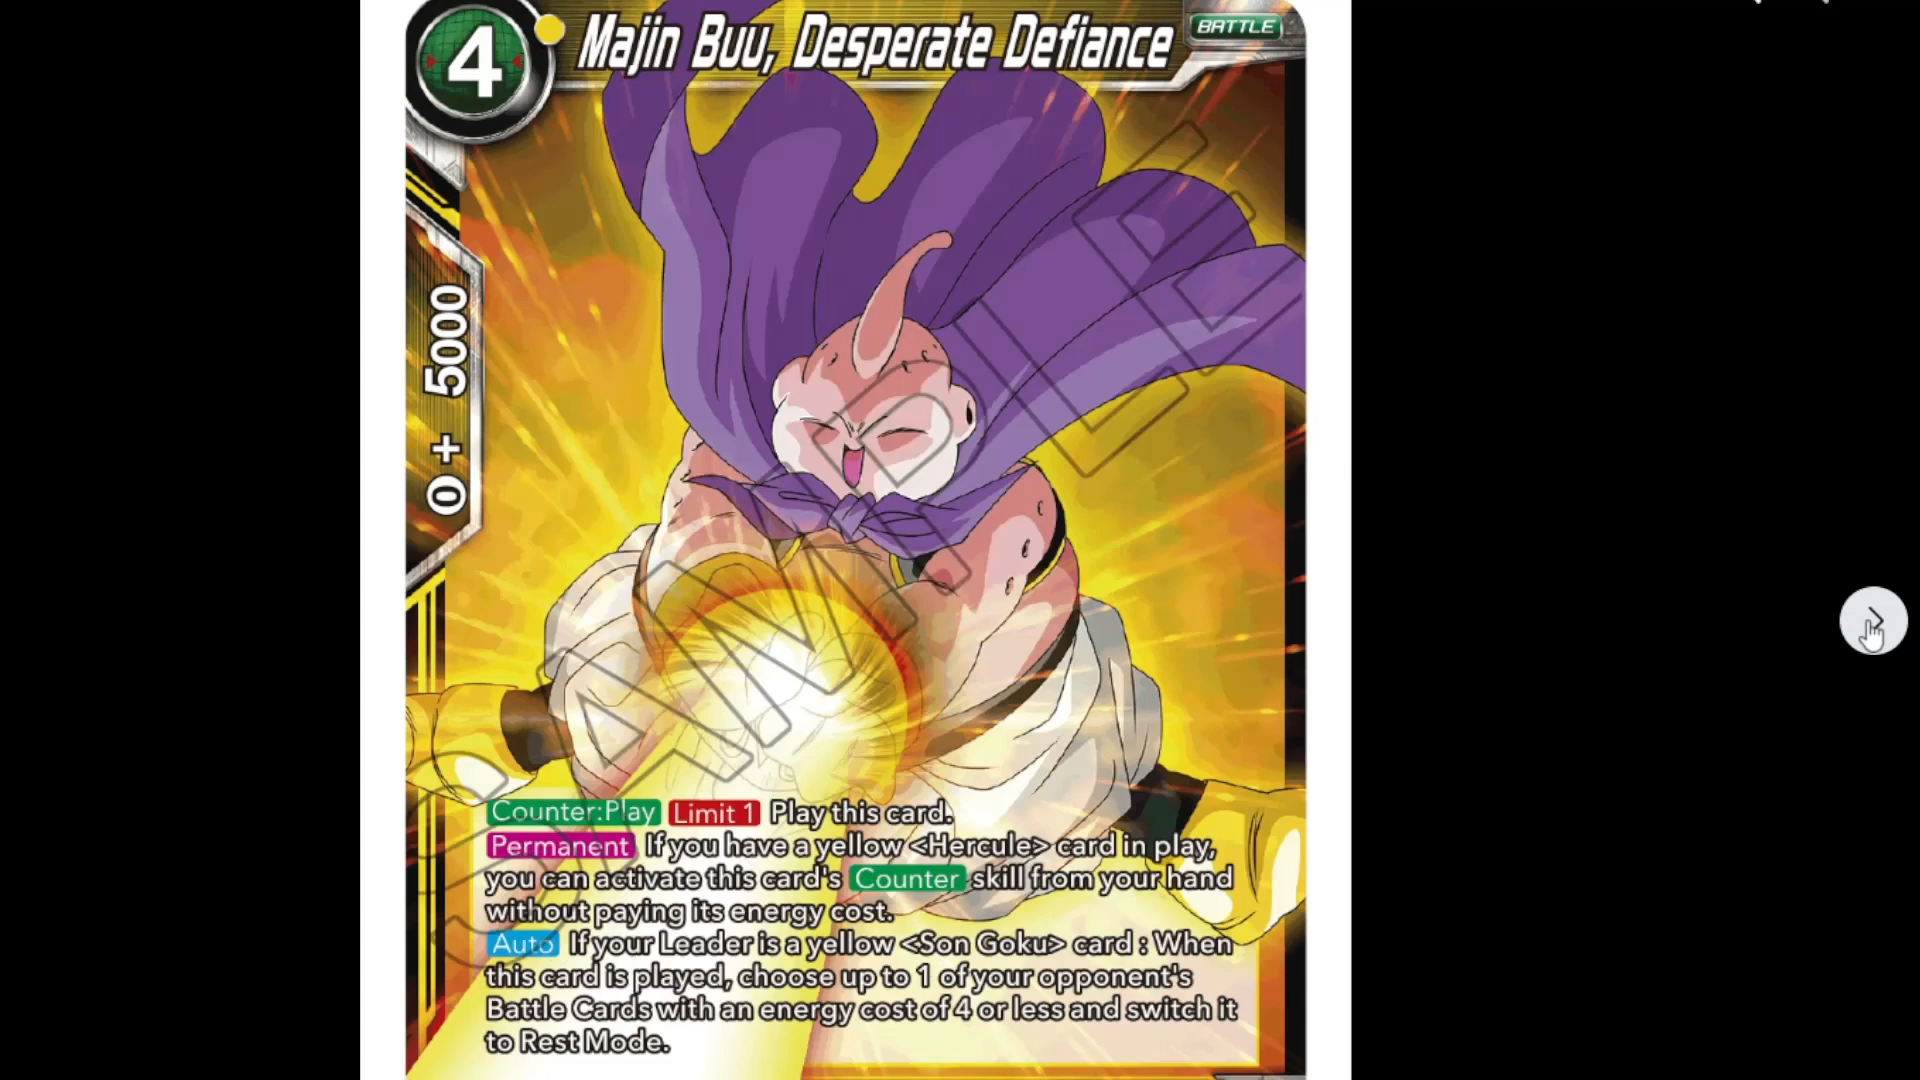 4
Majin Buu, Desperate Defiance
BATTLE
0+ 5000
SAMPLE
Counter:Play Limit 1 Play this card.
Permanent If you have a yellow <Hercule> card in play,
you can activate this card's Counter skill from your hand
without paying its energy cost.
Auto If your Leader is a yellow <Son Goku> card : When
this card is played, choose up to 1 of your opponent's
Battle Cards with an energy cost of 4 or less and switch it
to Rest Mode.